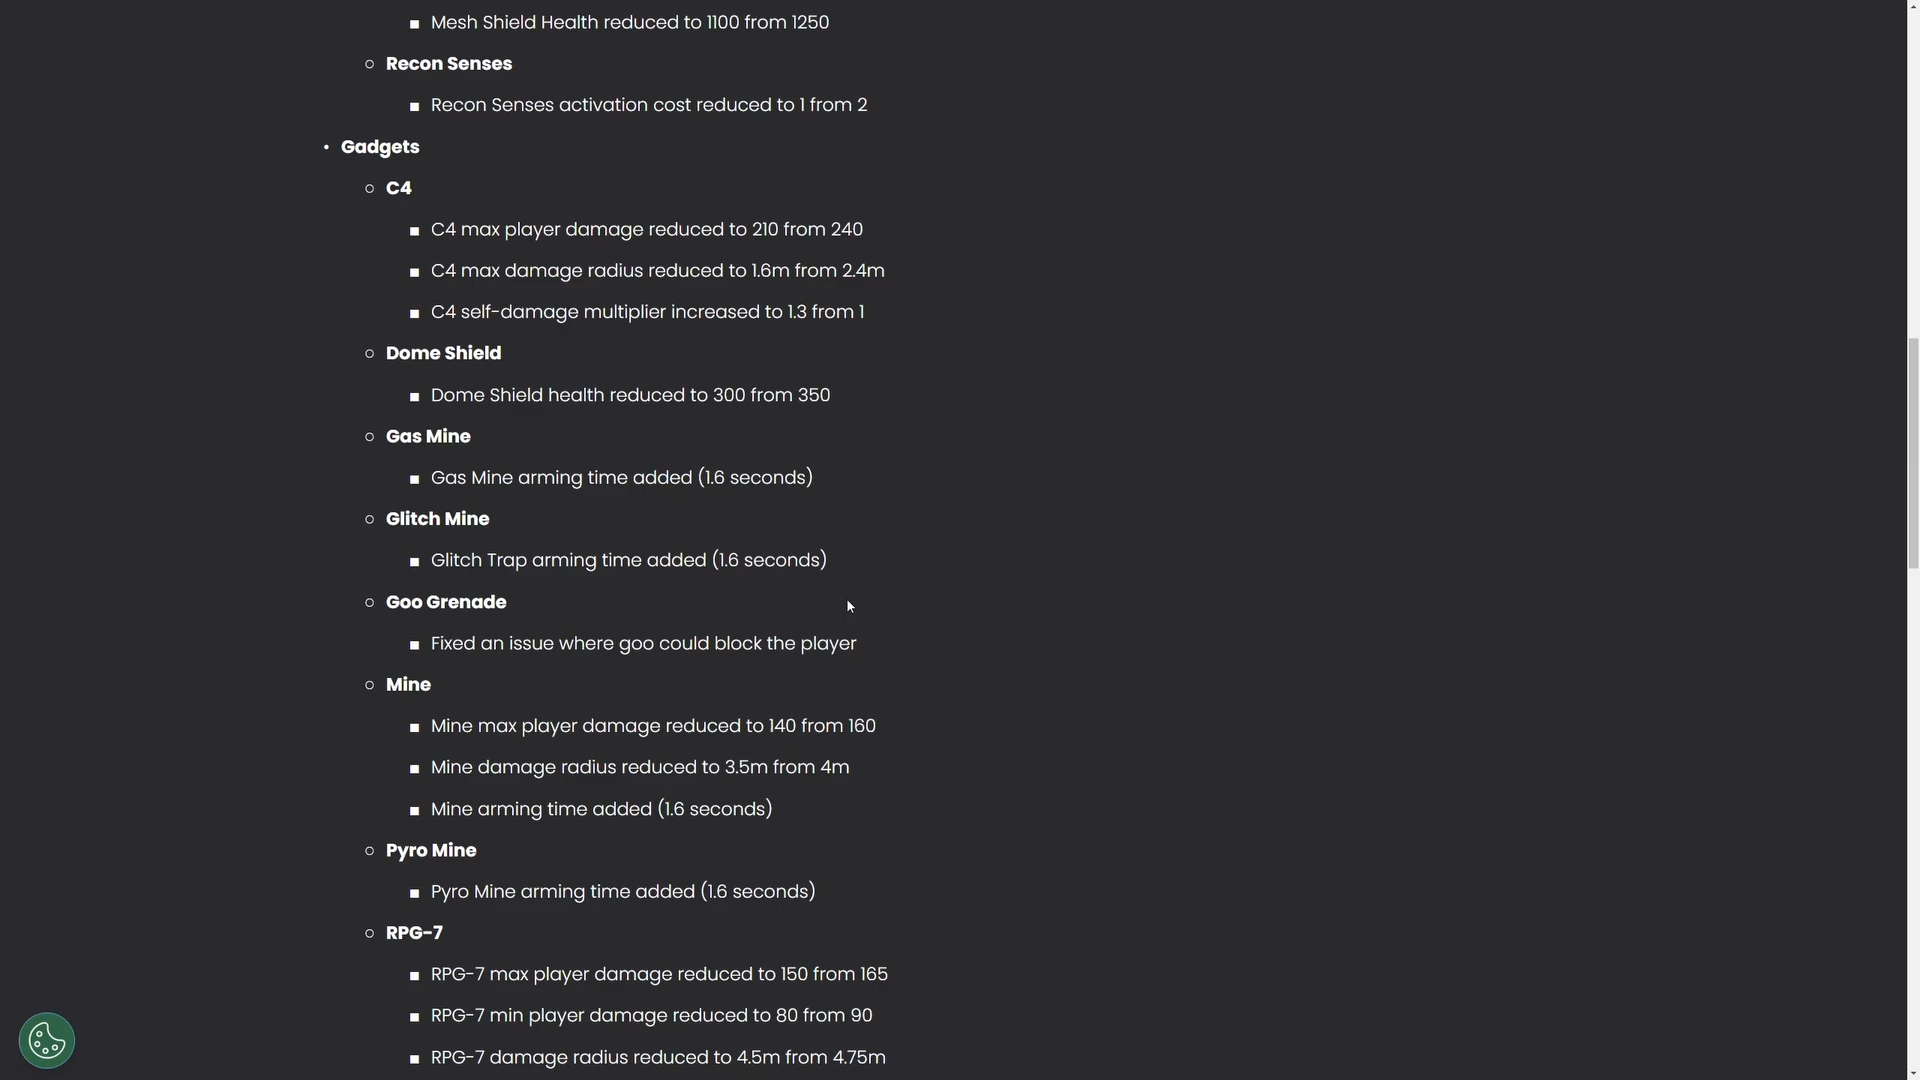 Mesh Shield Health reduced to 1100 from 1250
Recon Senses
Recon Senses activation cost reduced to 1 from 2
Gadgets
C4
C4 max player damage reduced to 210 from 240
C4 max damage radius reduced to 1.6m from 2.4m
C4 self-damage multiplier increased to 1.3 from 1
Dome Shield
Dome Shield health reduced to 300 from 350
Gas Mine
Gas Mine arming time added (1.6 seconds)
Glitch Mine
Glitch Trap arming time added (1.6 seconds)
Goo Grenade
Fixed an issue where goo could block the player
Mine
Mine max player damage reduced to 140 from 160
Mine damage radius reduced to 3.5m from 4m
Mine arming time added (1.6 seconds)
Pyro Mine
Pyro Mine arming time added (1.6 seconds)
RPG-7
RPG-7 max player damage reduced to 150 from 165
RPG-7 min player damage reduced to 80 from 90
RPG-7 damage radius reduced to 4.5m from 4.75m